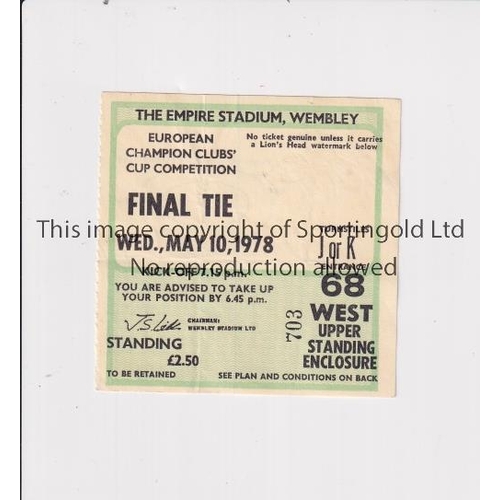 THE EMPIRE STADIUM, WEMBLEY
EUROPEAN
CHAMPION CLUBS'
CUP COMPETITION
No ticket genuine unless it carries
a Lion's Head watermark below
FINAL TIE
This image copyright of Sportingold Ltd
WED., MAY 10, 1978
TURNSTILES
J or K
No reproduction allowed
KICK-OFF 7.15 p.m.
ENTRANCE
68
YOU ARE ADVISED TO TAKE UP
YOUR POSITION BY 6.45 p.m.
CHAIRMAN:
WEMBLEY STADIUM LTD
703
WEST
UPPER
STANDING
ENCLOSURE
STANDING
£2.50
TO BE RETAINED
SEE PLAN AND CONDITIONS ON BACK